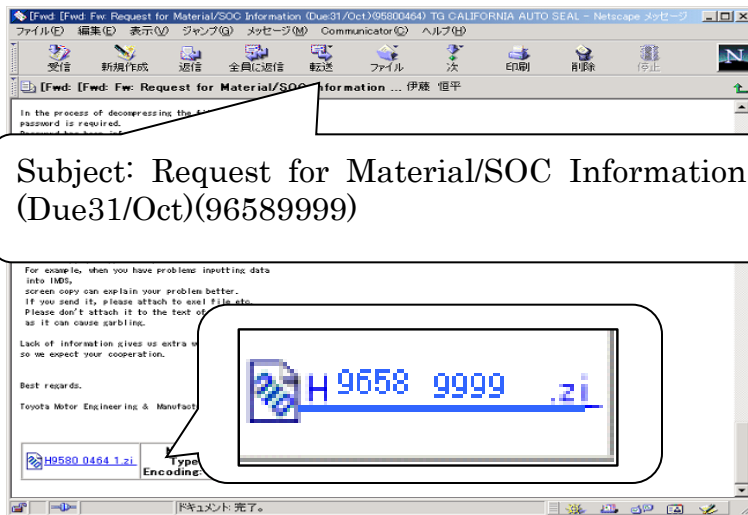 [Fwd: [Fwd: Fw: Request for Material/SOC Information (Due:31/Oct)(95800464) TG CALIFORNIA AUTO SEAL - Netscape メッセージ
ファイル(F) 編集(E) 表示(V) ジャンプ(G) メッセージ(M) Communicator(C) ヘルプ(H)
受信 新規作成 返信 全員に返信 転送 ファイル 次 印刷 削除 停止
[Fwd: [Fwd: Fw: Request for Material/SOC Information ... 伊藤 恒平
In the process of decompressing the
password is required.
Subject: Request for Material/SOC Information
(Due31/Oct)(96589999)
For example, when you have problems inputting data
into IMDS,
screen copy can explain your problem better.
If you send it, please attach to exel file etc.
Please don't attach it to the text of
as it can cause garbling.
Lack of information gives us extra
so we expect your cooperation.
Best regards.
Toyota Motor Engineering &
H 9658 9999 .zi
H9580 0464 1.zi
Type
Encoding:
ドキュメント: 完了。